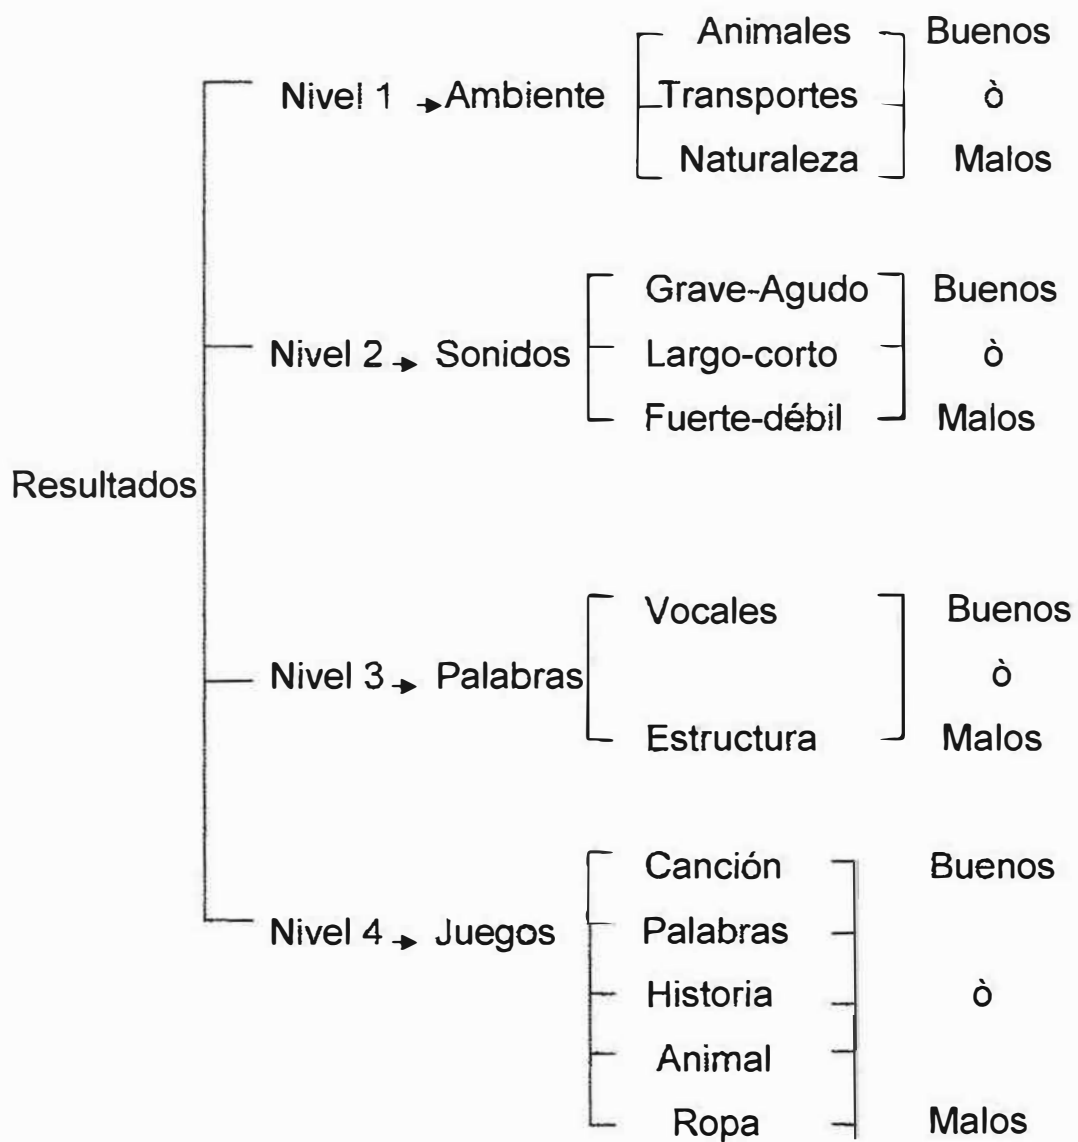 Animales Buenos
Nivel 1 → Ambiente Transportes ò
Naturaleza Malos
Grave-Agudo Buenos
Nivel 2 → Sonidos Largo-corto ò
Fuerte-débil Malos
Resultados
Vocales Buenos
Nivel 3 → Palabras ò
Estructura Malos
Canción Buenos
Nivel 4 → Juegos Palabras
Historia ò
Animal
Ropa Malos